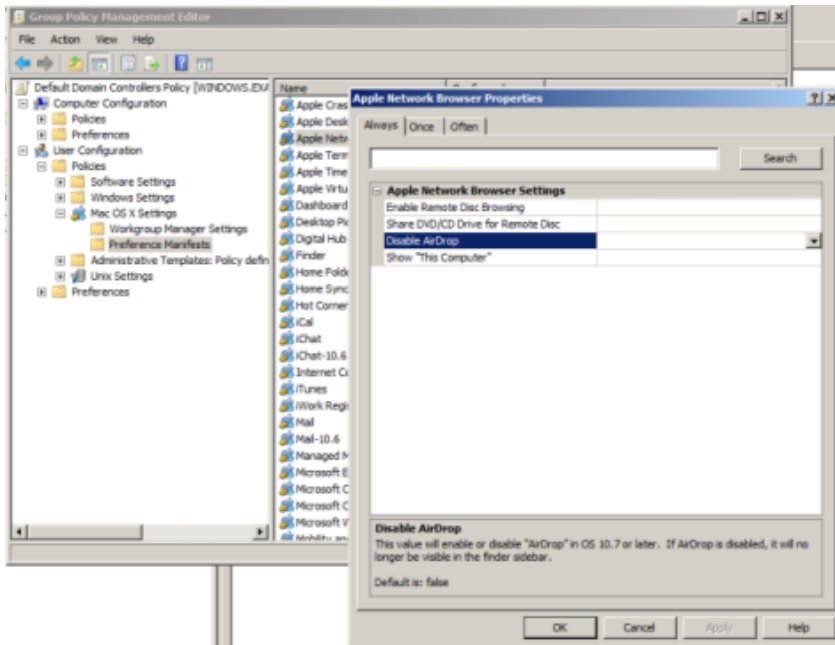 Group Policy Management Editor
File Action View Help
Default Domain Controllers Policy [WINDOWS.EXA
Computer Configuration
Policies
Preferences
User Configuration
Policies
Software Settings
Windows Settings
Mac OS X Settings
Workgroup Manager Settings
Preference Manifests
Administrative Templates: Policy defin
Unix Settings
Preferences
Name
Apple Cras
Apple Desk
Apple Netw
Apple Term
Apple Time
Apple Virtu
Dashboard
Desktop Pic
Digital Hub
Finder
Home Folde
Home Sync
Hot Corner
iCal
iChat
iChat-10.6
Internet Co
iTunes
iWork Regis
Mail
Mail-10.6
Managed M
Microsoft E
Microsoft C
Microsoft C
Microsoft V
Mobility an
Apple Network Browser Properties
Always Once Often
Search
Apple Network Browser Settings
Enable Remote Disc Browsing
Share DVD/CD Drive for Remote Disc
Disable AirDrop
Show "This Computer"
Disable AirDrop
This value will enable or disable "AirDrop" in OS 10.7 or later. If AirDrop is disabled, it will no
longer be visible in the finder sidebar.
Default is: false
OK Cancel Apply Help